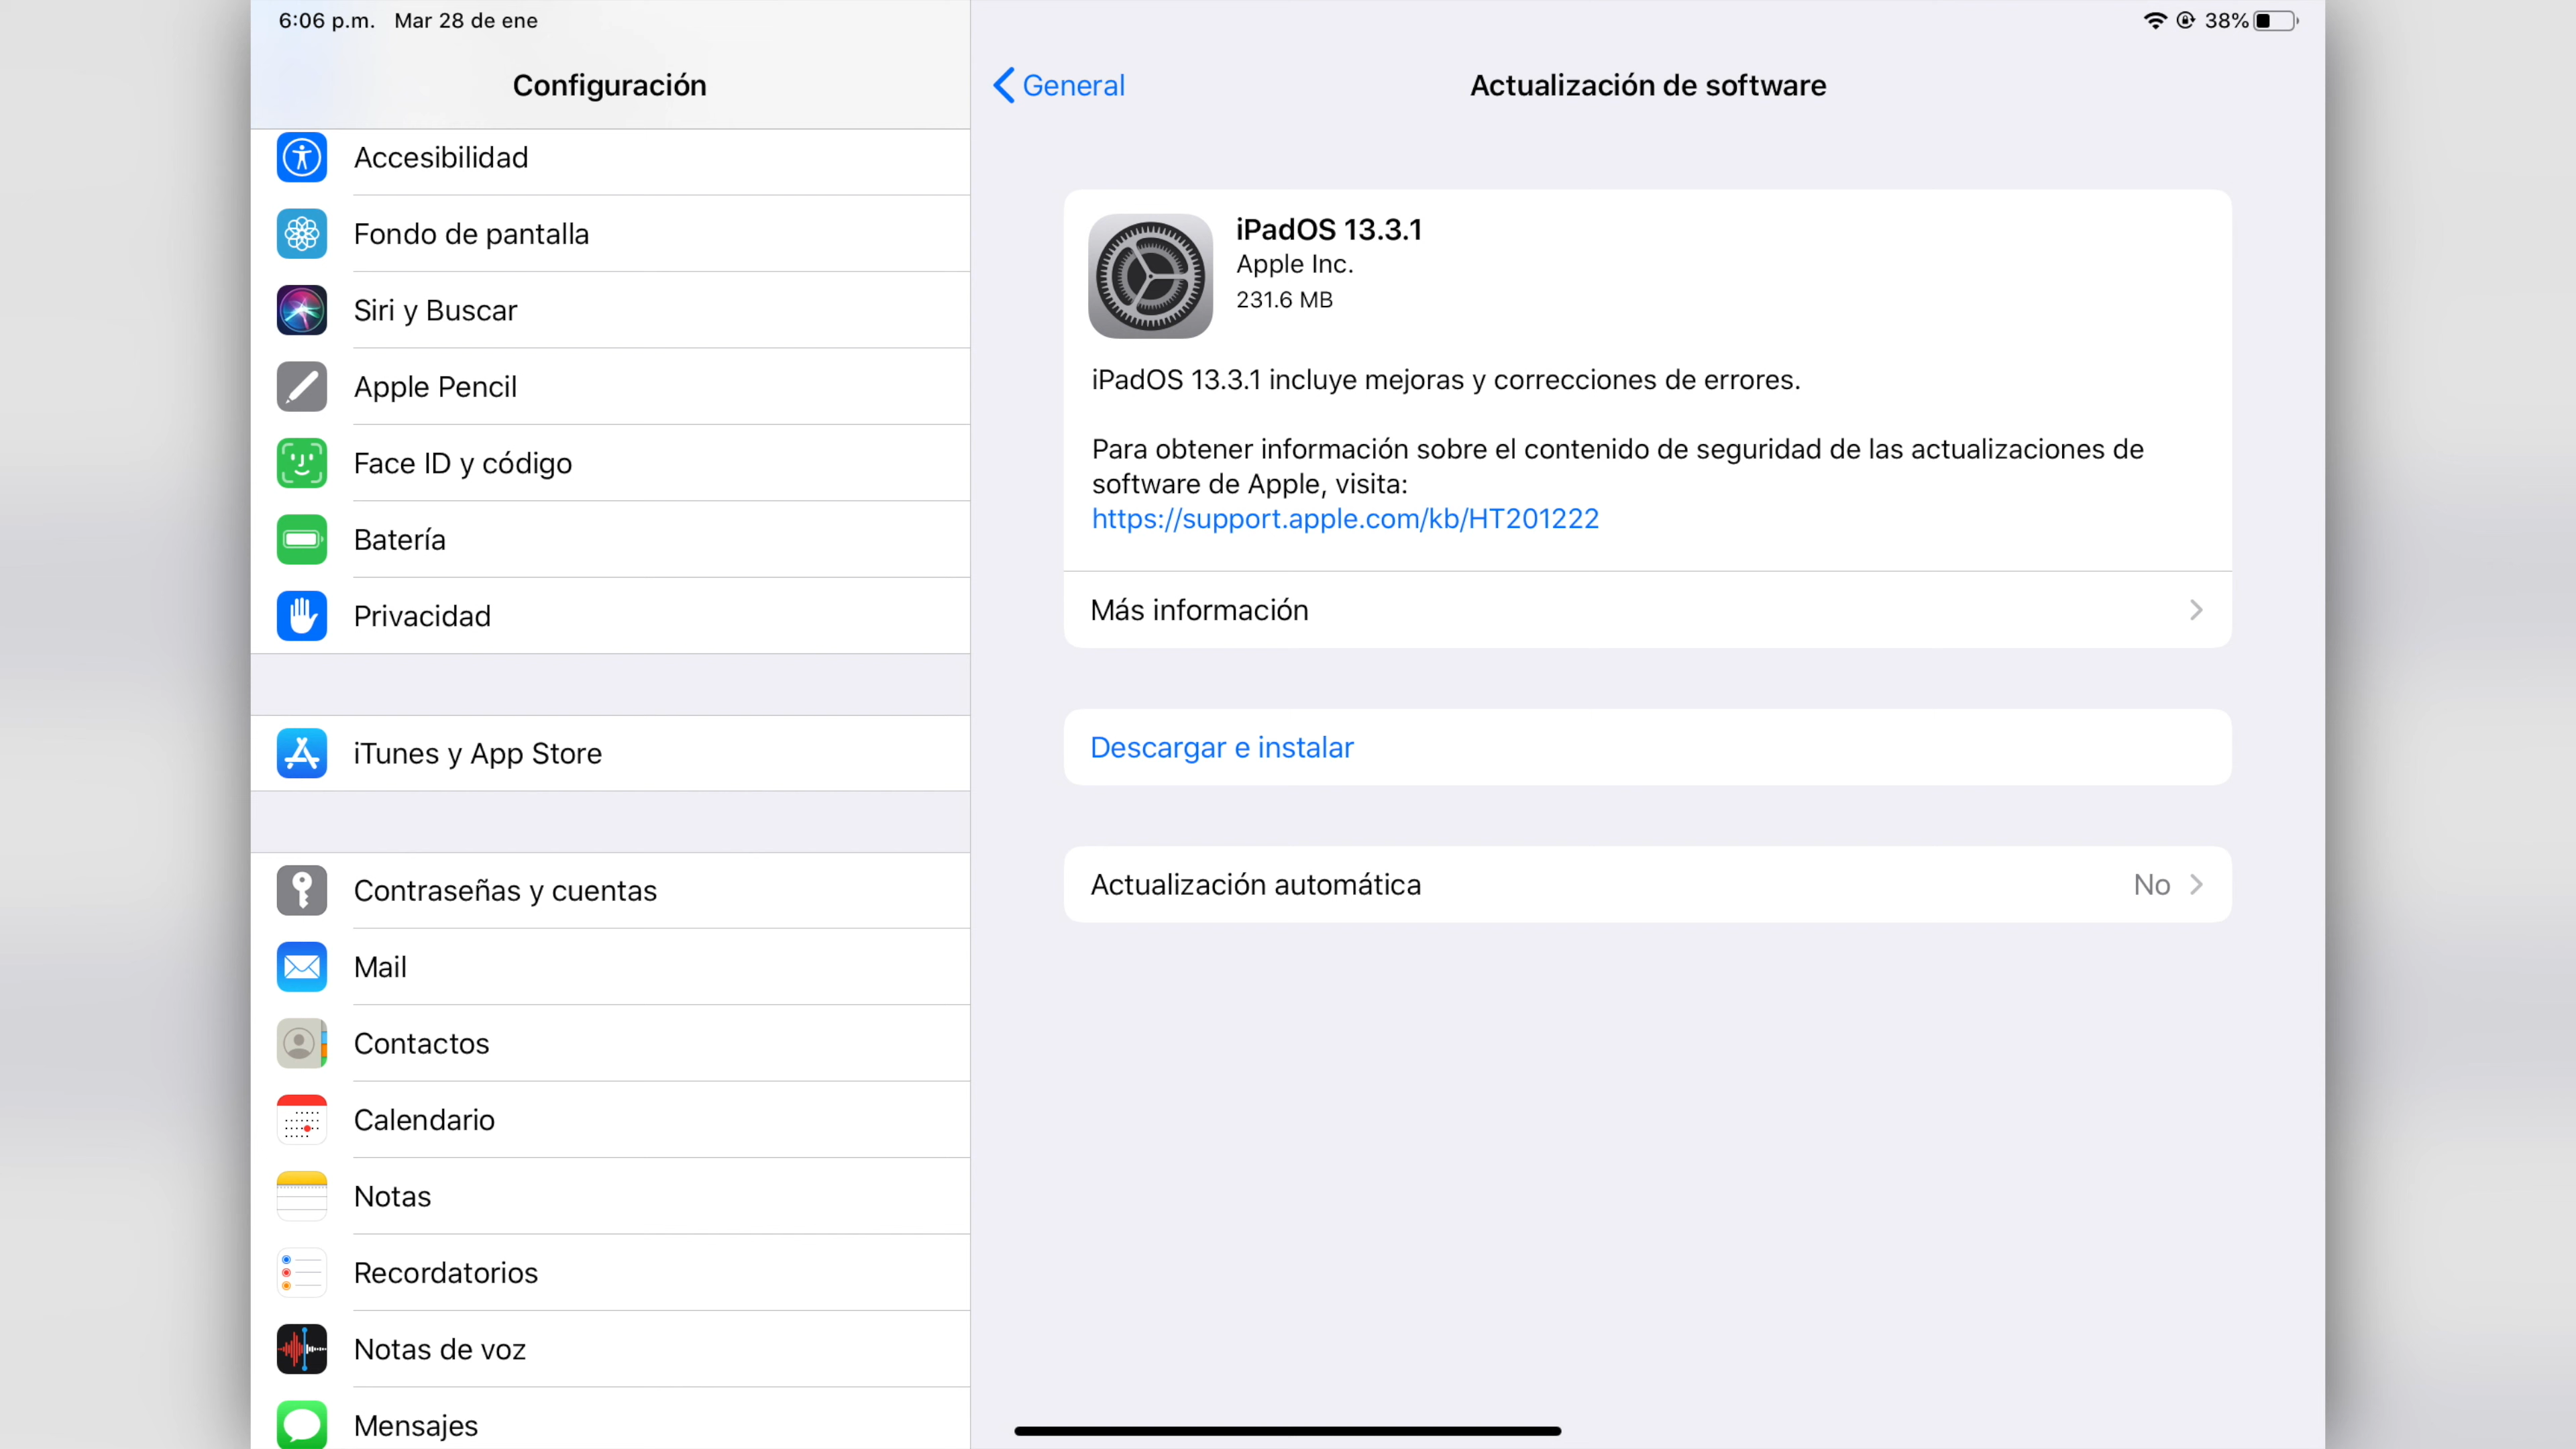 6:06 p.m. Mar 28 de ene
38%
Configuración
Accesibilidad
Fondo de pantalla
Siri y Buscar
Apple Pencil
Face ID y código
Batería
Privacidad
iTunes y App Store
Contraseñas y cuentas
Mail
Contactos
Calendario
Notas
Recordatorios
Notas de voz
Mensajes
General
Actualización de software
iPadOS 13.3.1
Apple Inc.
231.6 MB
iPadOS 13.3.1 incluye mejoras y correcciones de errores.
Para obtener información sobre el contenido de seguridad de las actualizaciones de
software de Apple, visita:
https://support.apple.com/kb/HT201222
Más información
Descargar e instalar
Actualización automática No